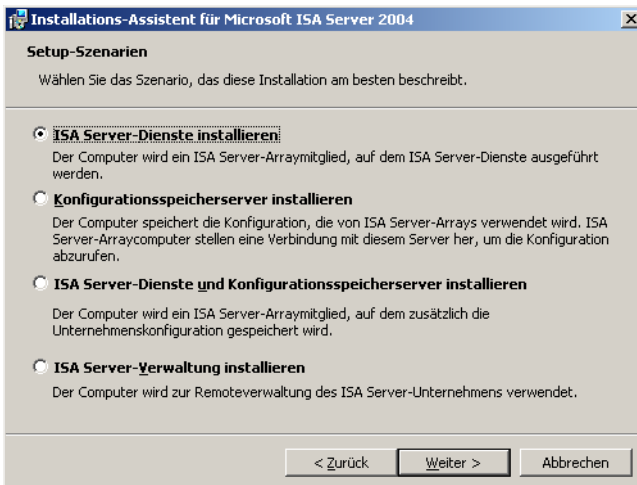 Installations-Assistent für Microsoft ISA Server 2004
Setup-Szenarien
Wählen Sie das Szenario, das diese Installation am besten beschreibt.
ISA Server-Dienste installieren
Der Computer wird ein ISA Server-Arraymitglied, auf dem ISA Server-Dienste ausgeführt
werden.
Konfigurationsspeicherserver installieren
Der Computer speichert die Konfiguration, die von ISA Server-Arrays verwendet wird. ISA
Server-Arraycomputer stellen eine Verbindung mit diesem Server her, um die Konfiguration
abzurufen.
ISA Server-Dienste und Konfigurationsspeicherserver installieren
Der Computer wird ein ISA Server-Arraymitglied, auf dem zusätzlich die
Unternehmenskonfiguration gespeichert wird.
ISA Server-Verwaltung installieren
Der Computer wird zur Remoteverwaltung des ISA Server-Unternehmens verwendet.
< Zurück
Weiter >
Abbrechen